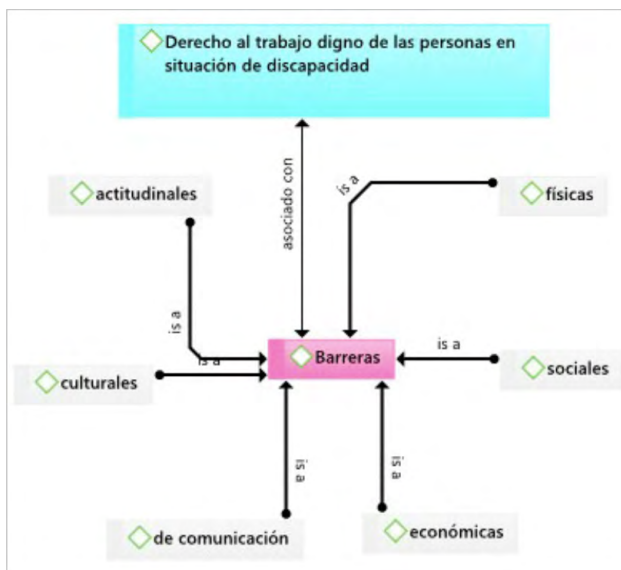 Derecho al trabajo digno de las personas en
situación de discapacidad
actitudinales
asociado con
is a
físicas
is a
Barreras
is a
is a
culturales
sociales
is a
is a
de comunicación
económicas